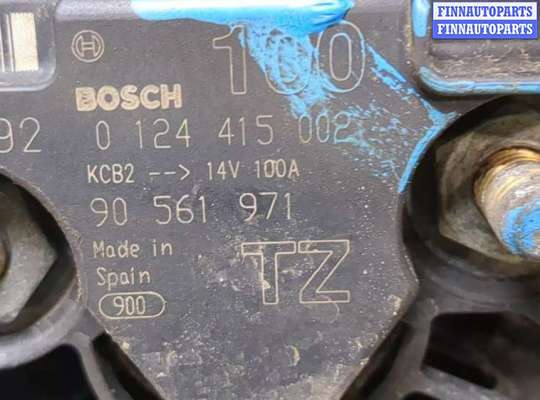 FINNAUTOPARTS
FINNAUTOPARTS
100
BOSCH
92 0 124 415 002
KCB2 --> 14V 100A
90 561 971
Made in
Spain
TZ
900